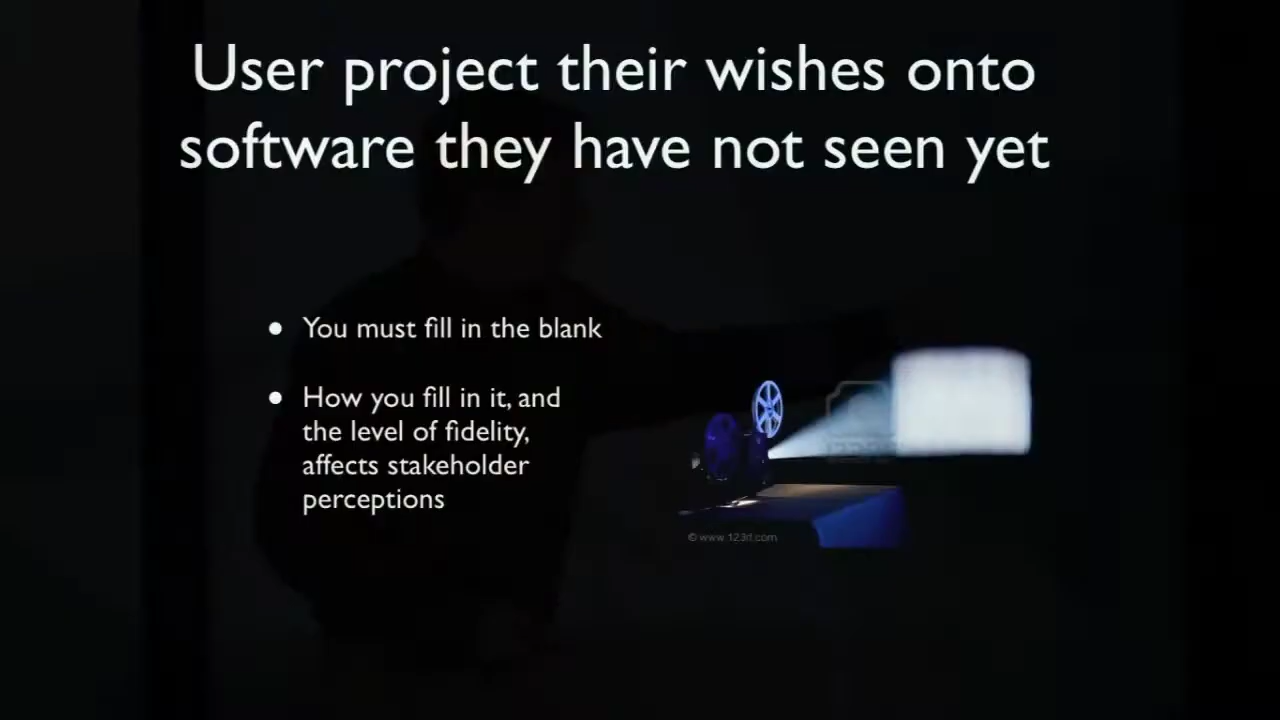 User project their wishes onto
software they have not seen yet
● You must fill in the blank
● How you fill in it, and
the level of fidelity,
affects stakeholder
perceptions
© www.123rf.com